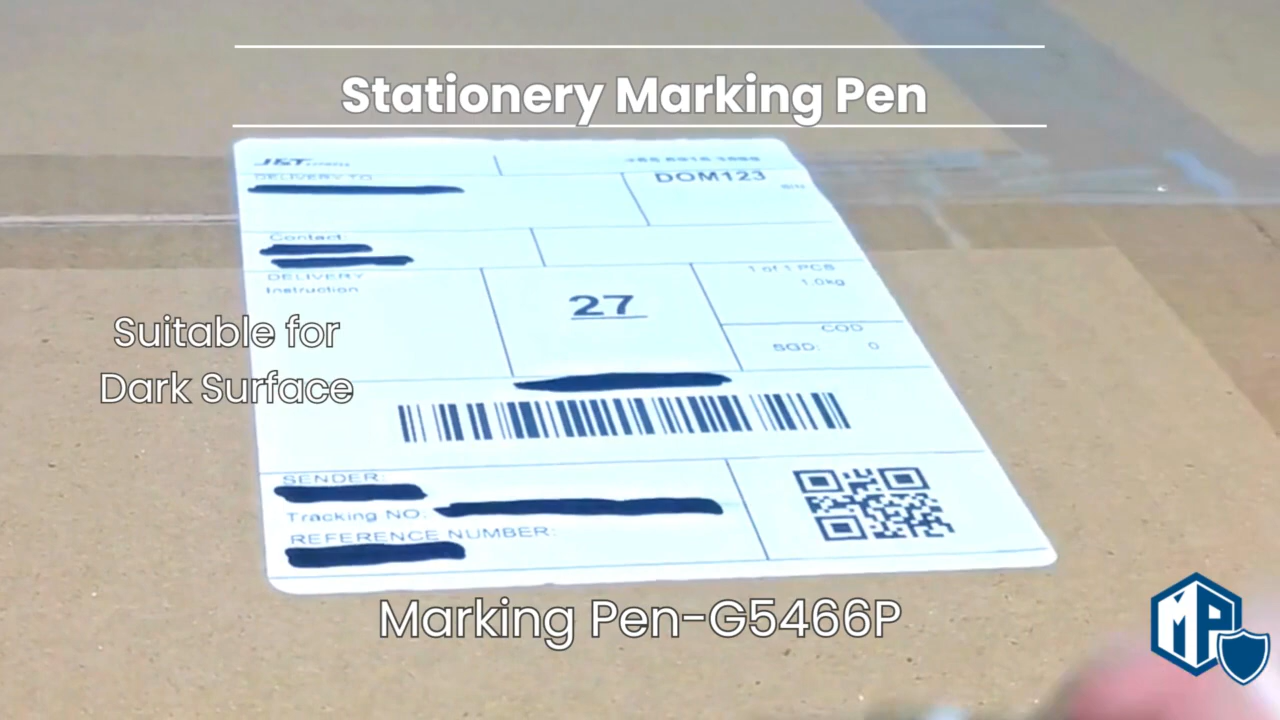 Stationery Marking Pen
J&T EXPRESS
DELIVERY TO
DOM123
Contact:
DELIVERY
Instruction
27
1 of 1 PCS
1.0kg
COD
SGD: 0
Suitable for
Dark Surface
SENDER:
Tracking NO:
REFERENCE NUMBER:
Marking Pen-G5466P
MP